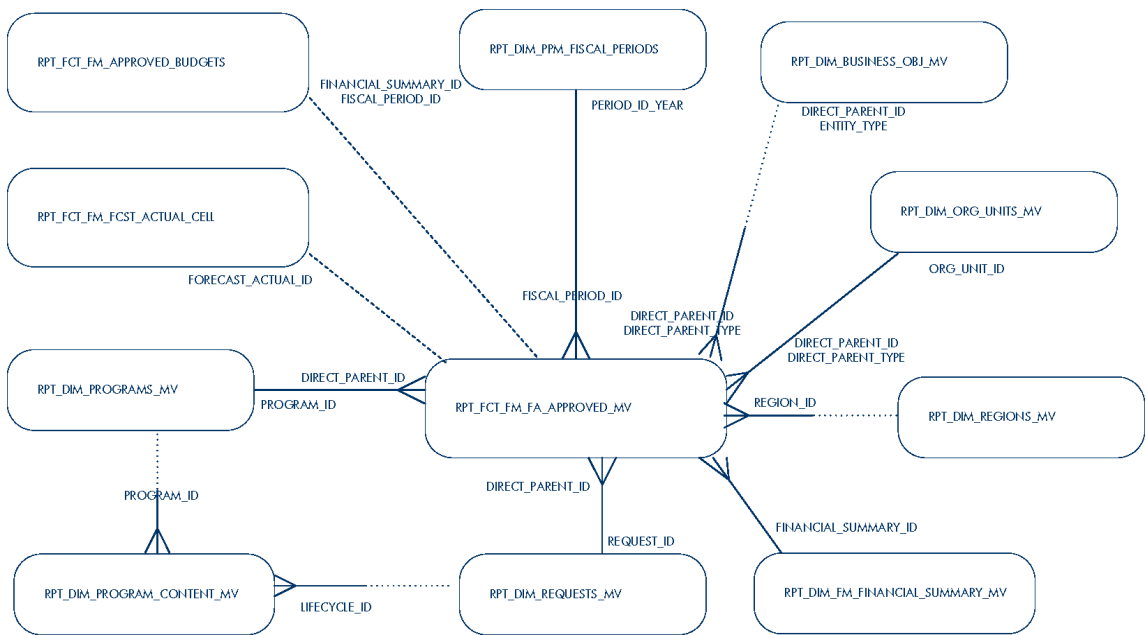 RPT_DIM_PPM_FISCAL_PERIODS
RPT_FCT_FM_APPROVED_BUDGETS
RPT_DIM_BUSINESS_OBJ_MV
FINANCIAL_SUMMARY_ID
FISCAL_PERIOD_ID
PERIOD_ID_YEAR
DIRECT_PARENT_ID
ENTITY_TYPE
RPT_FCT_FM_FCST_ACTUAL_CELL
RPT_DIM_ORG_UNITS_MV
FORECAST_ACTUAL_ID
ORG_UNIT_ID
FISCAL_PERIOD_ID
DIRECT_PARENT_ID
DIRECT_PARENT_TYPE
DIRECT_PARENT_ID
DIRECT_PARENT_TYPE
RPT_DIM_PROGRAMS_MV
DIRECT_PARENT_ID
PROGRAM_ID
RPT_FCT_FM_FA_APPROVED_MV
REGION_ID
RPT_DIM_REGIONS_MV
PROGRAM_ID
DIRECT_PARENT_ID
FINANCIAL_SUMMARY_ID
REQUEST_ID
RPT_DIM_PROGRAM_CONTENT_MV
LIFECYCLE_ID
RPT_DIM_REQUESTS_MV
RPT_DIM_FM_FINANCIAL_SUMMARY_MV